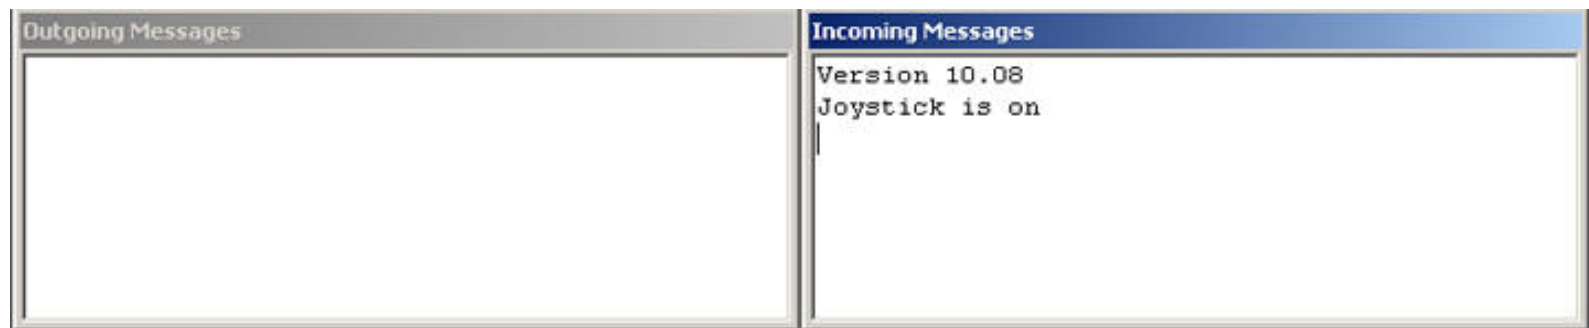 Outgoing Messages
Incoming Messages
Version 10.08
Joystick is on